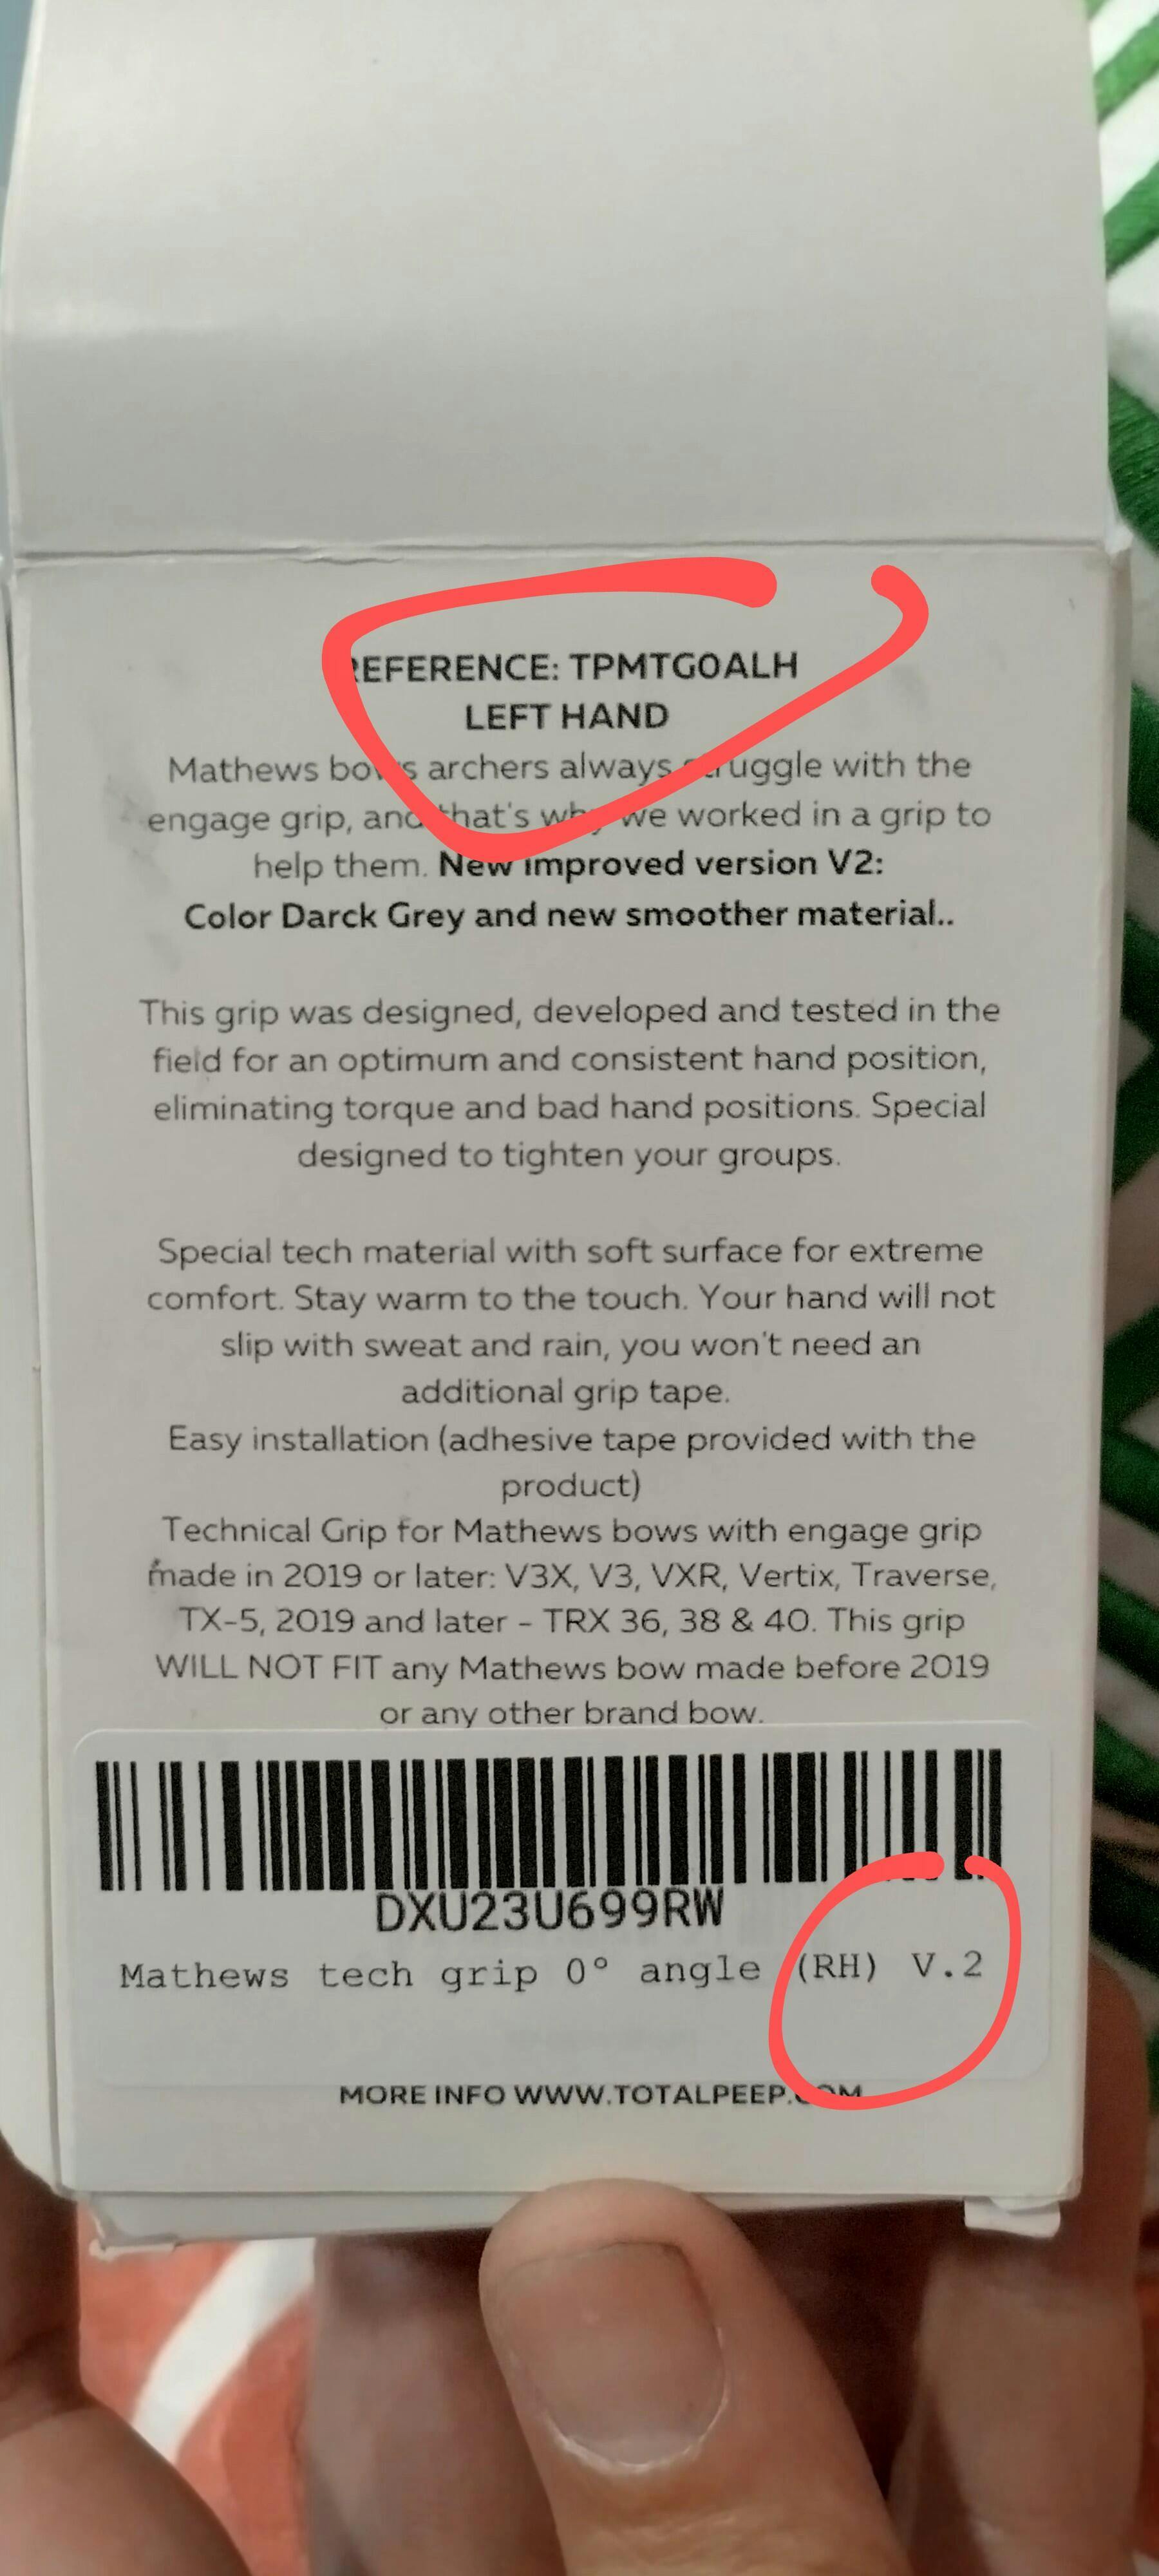 REFERENCE: TPMTG0ALH
LEFT HAND
Mathews bows archers always struggle with the
engage grip, and that's why we worked in a grip to
help them. New improved version V2:
Color Darck Grey and new smoother material..
This grip was designed, developed and tested in the
field for an optimum and consistent hand position,
eliminating torque and bad hand positions. Special
designed to tighten your groups.
Special tech material with soft surface for extreme
comfort. Stay warm to the touch. Your hand will not
slip with sweat and rain, you won't need an
additional grip tape.
Easy installation (adhesive tape provided with the
product)
Technical Grip for Mathews bows with engage grip
made in 2019 or later: V3X, V3, VXR, Vertix, Traverse,
TX-5, 2019 and later - TRX 36, 38 & 40. This grip
WILL NOT FIT any Mathews bow made before 2019
or any other brand bow.
DXU23U699RW
Mathews tech grip 0° angle (RH) V.2
MORE INFO WWW.TOTALPEEP.COM